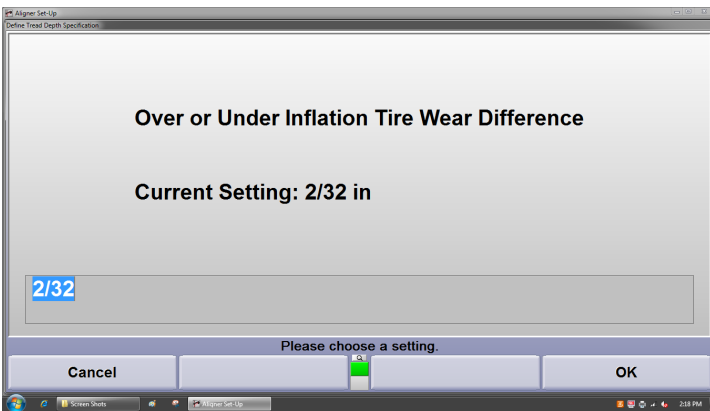 Aligner Set-Up
Define Tread Depth Specification
Over or Under Inflation Tire Wear Difference
Current Setting: 2/32 in
2/32
Please choose a setting.
Cancel
OK
Screen Shots
Aligner Set-Up
2:18 PM